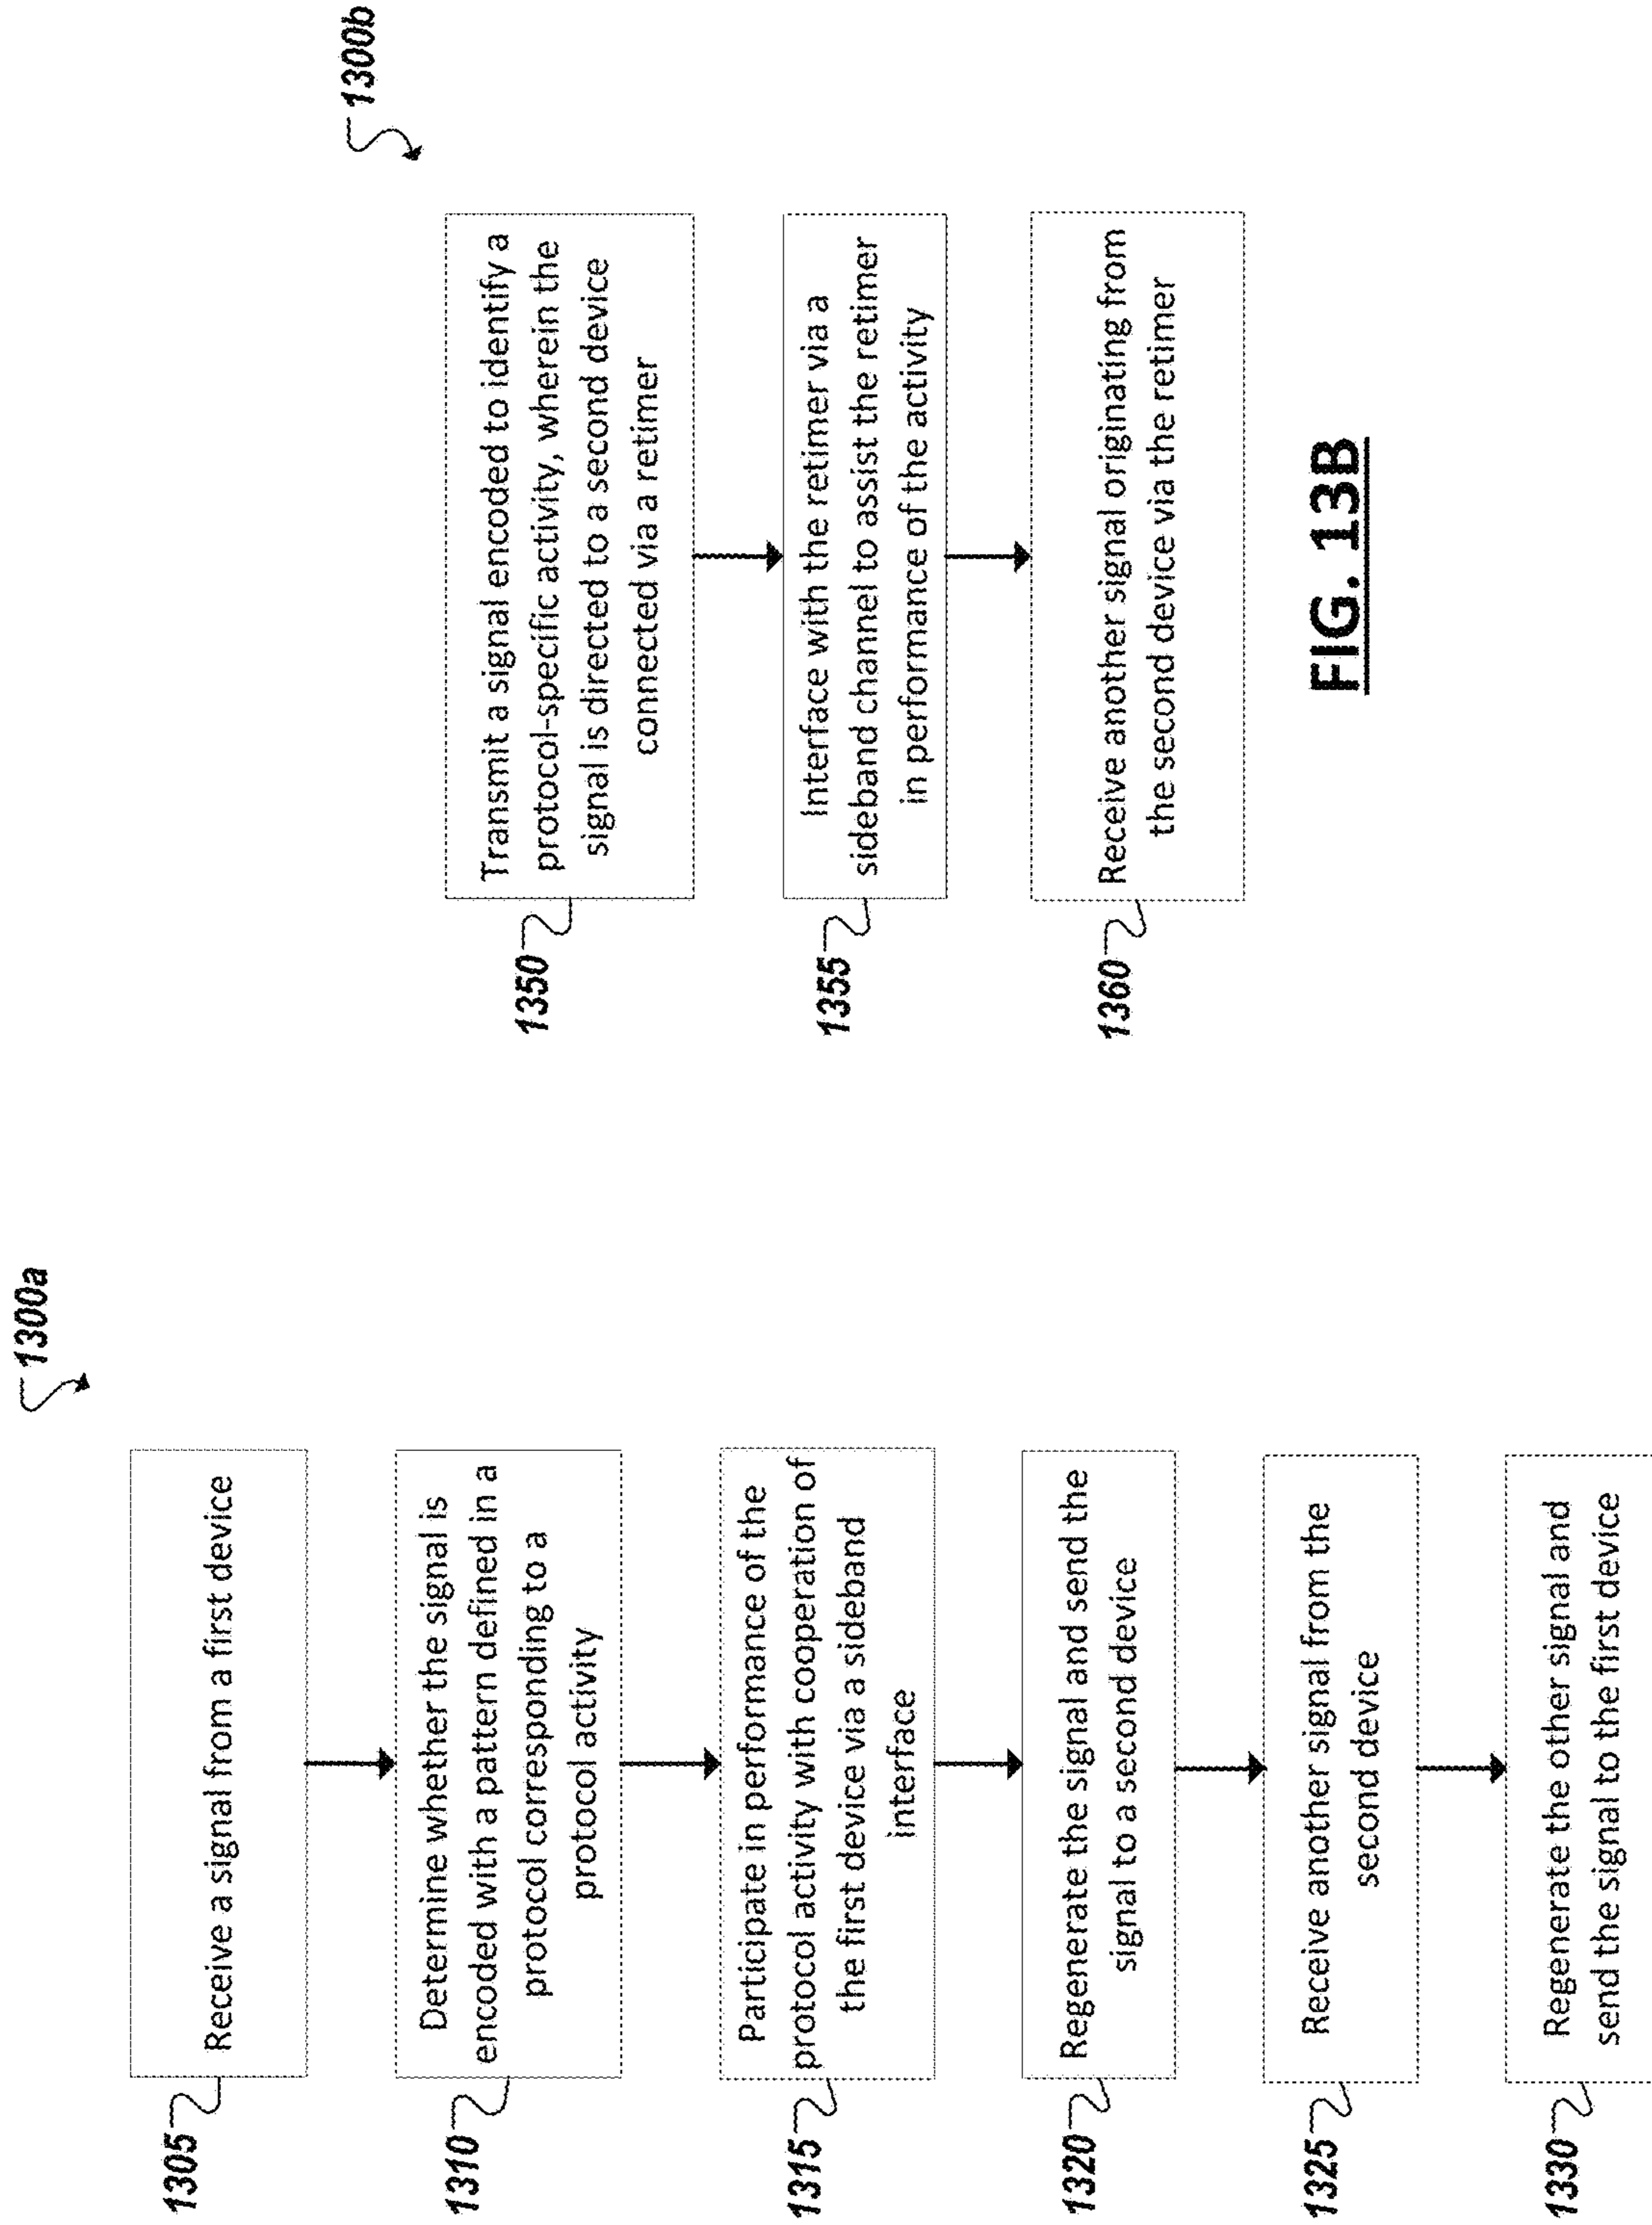 1300a
1305
Receive a signal from a first device
1310
Determine whether the signal is
encoded with a pattern defined in a
protocol corresponding to a
protocol activity
1315
Participate in performance of the
protocol activity with cooperation of
the first device via a sideband
interface
1320
Regenerate the signal and send the
signal to a second device
1325
Receive another signal from the
second device
1330
Regenerate the other signal and
send the signal to the first device
1300b
1350
Transmit a signal encoded to identify a
protocol-specific activity, wherein the
signal is directed to a second device
connected via a retimer
1355
Interface with the retimer via a
sideband channel to assist the retimer
in performance of the activity
1360
Receive another signal originating from
the second device via the retimer
FIG. 13B